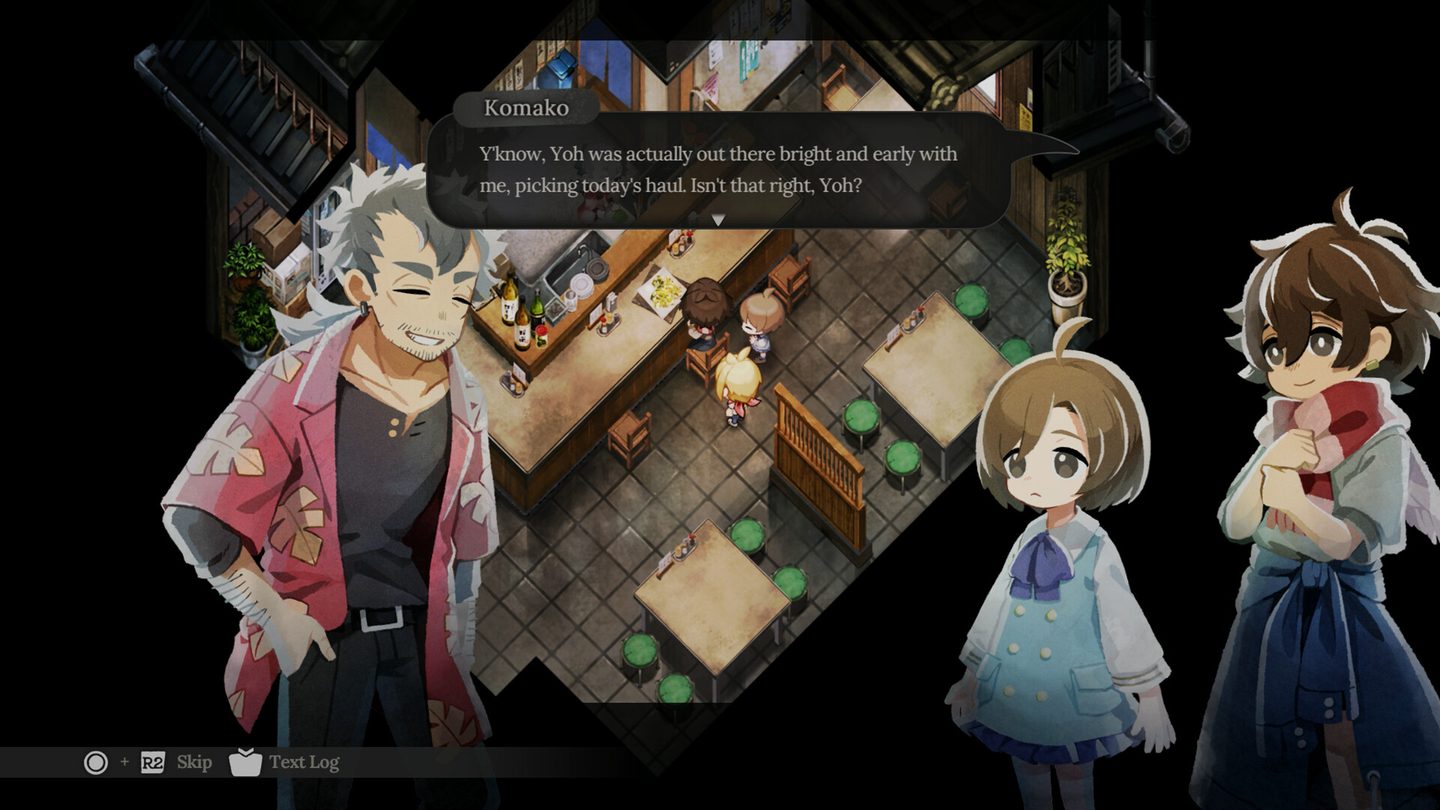 Komako
Y'know, Yoh was actually out there bright and early with
me, picking today's haul. Isn't that right, Yoh?
+ R2 Skip Text Log